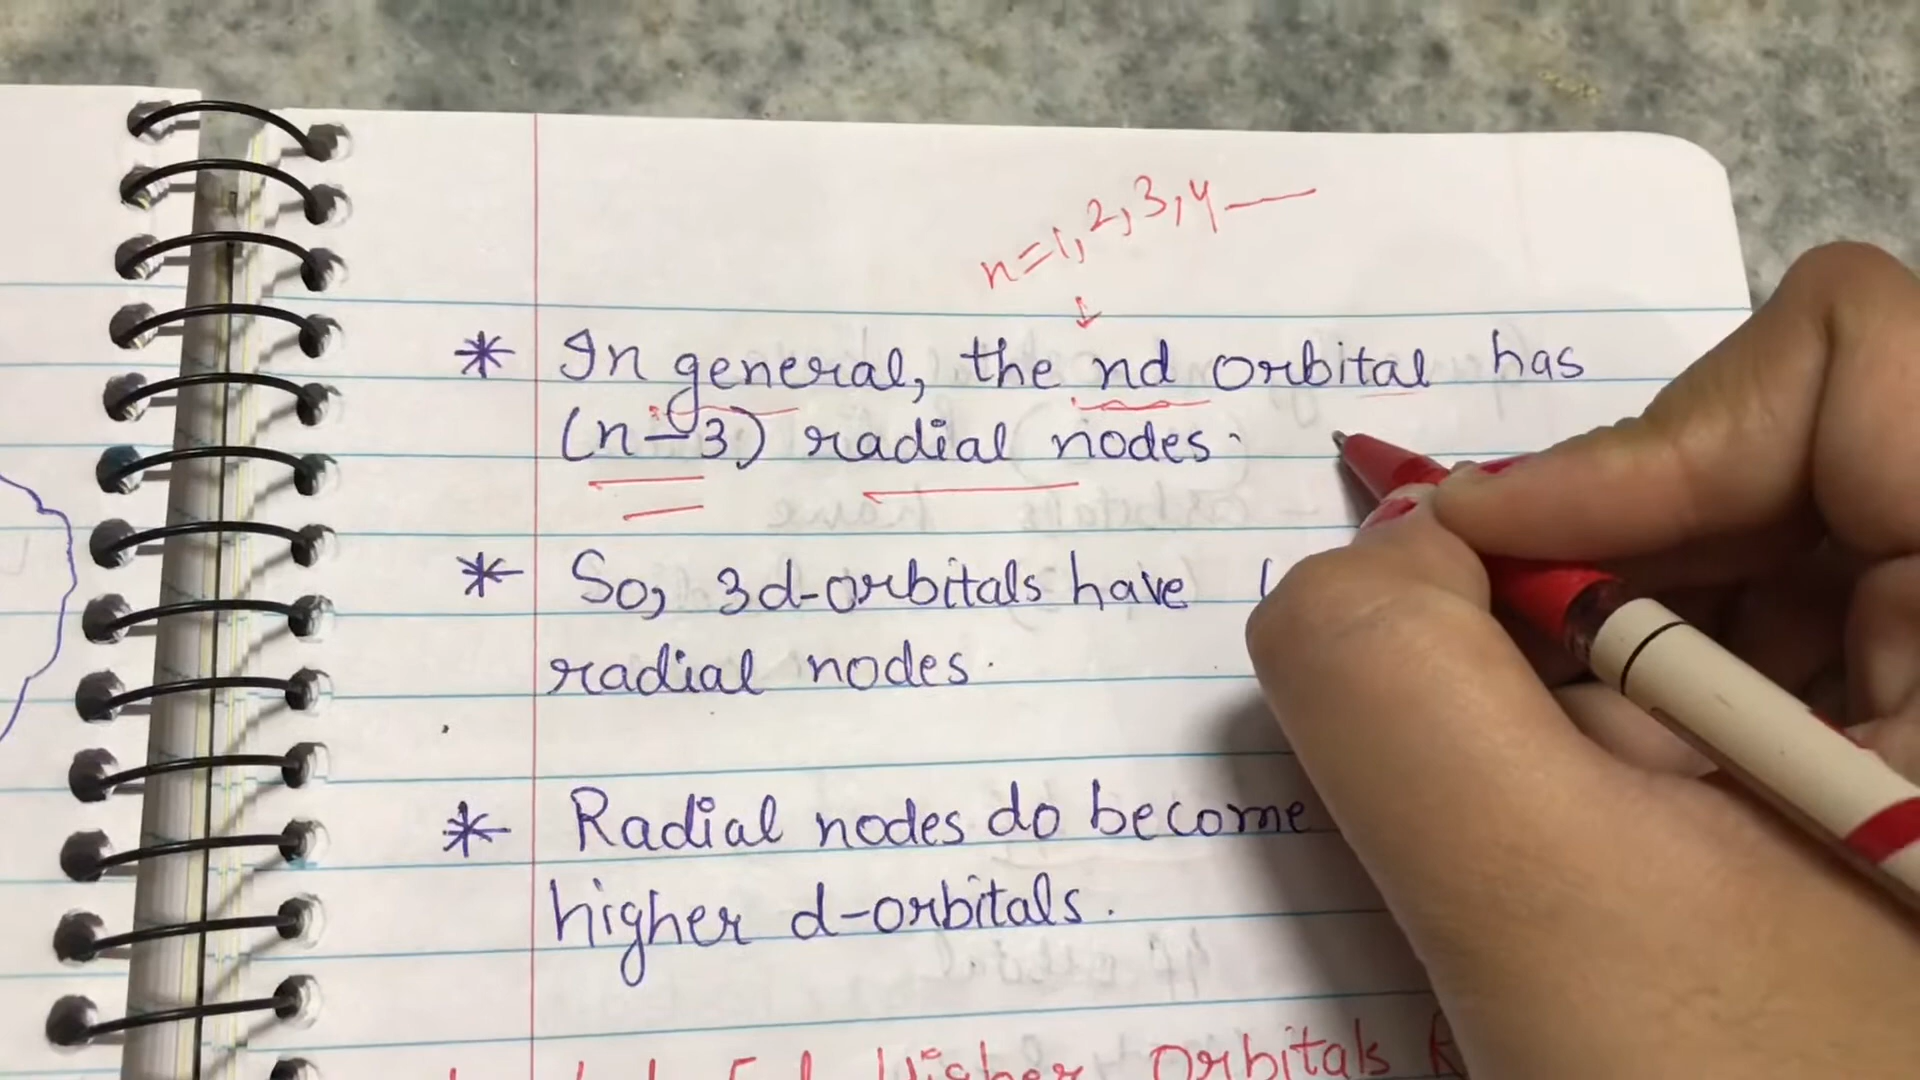 n=1,2,3,4—
* In general, the nd orbital has
(n-3) radial nodes.
* So, 3d-orbitals have (
radial nodes.
* Radial nodes do become
higher d-orbitals.
Higher orbitals